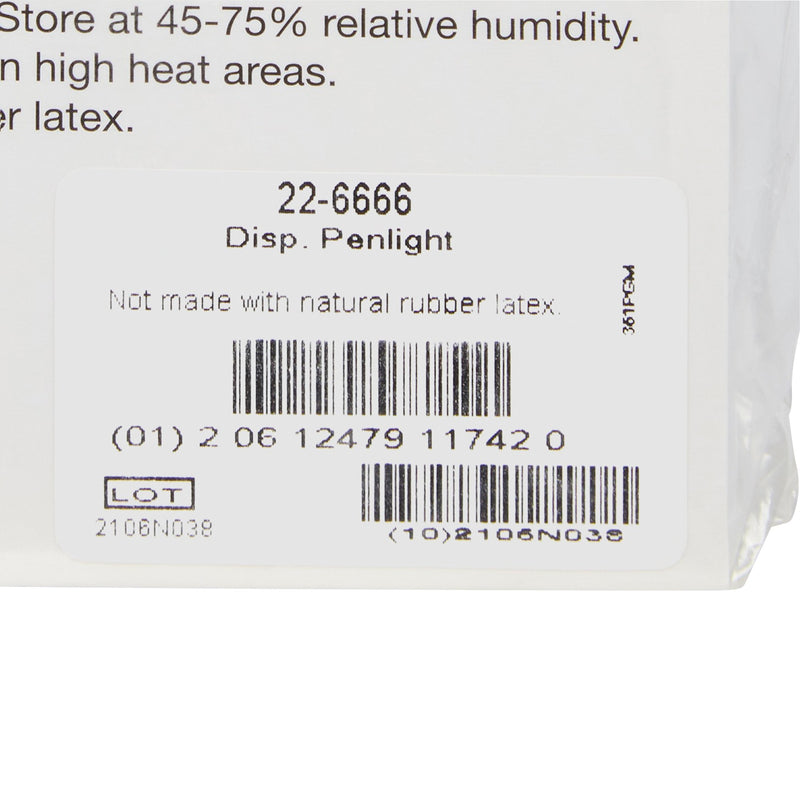 Store at 45-75% relative humidity.
n high heat areas.
er latex.
22-6666
Disp. Penlight
361PGM
Not made with natural rubber latex.
(01) 2 06 12479 11742 0
LOT
2106N038
(10)2106N038